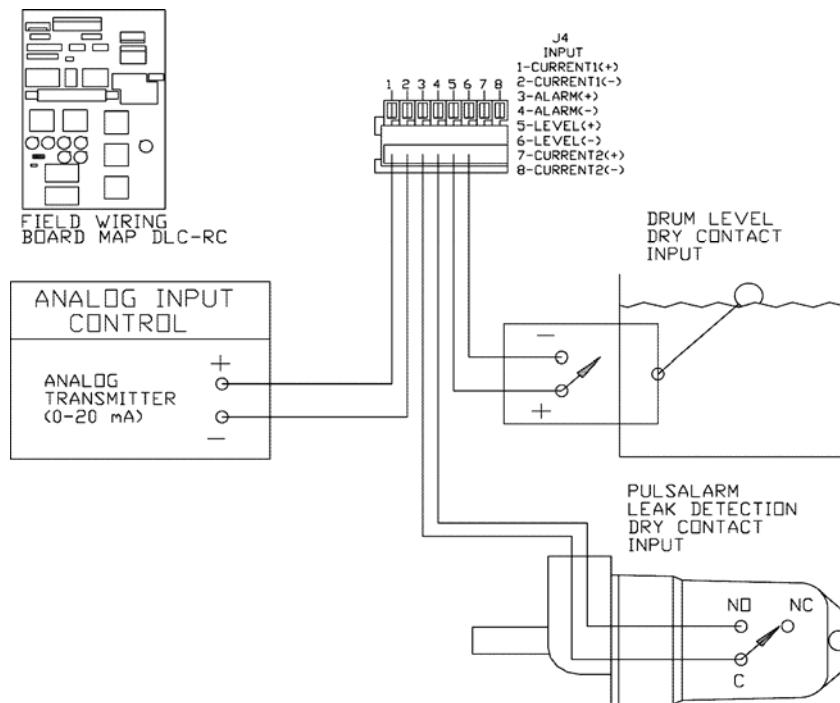 J4
INPUT
1-CURRENT1(+)
2-CURRENT1(-)
3-ALARM(+)
4-ALARM(-)
5-LEVEL(+)
6-LEVEL(-)
7-CURRENT2(+)
8-CURRENT2(-)
1 2 3 4 5 6 7 8
FIELD WIRING
BOARD MAP DLC-RC
DRUM LEVEL
DRY CONTACT
INPUT
ANALOG INPUT
CONTROL
ANALOG
TRANSMITTER
(0-20 mA)
+
−
−
+
PULSALARM
LEAK DETECTION
DRY CONTACT
INPUT
NO NC
C